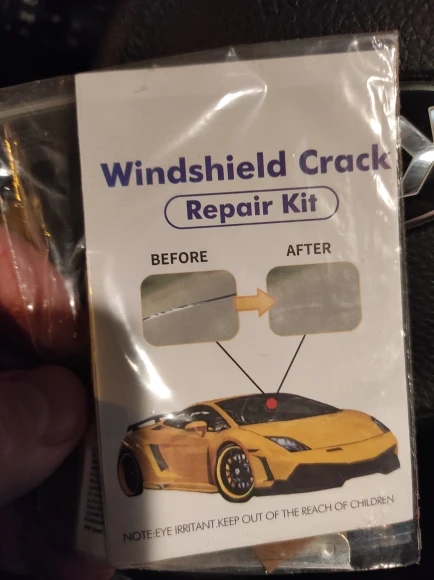 Windshield Crack
Repair Kit
BEFORE
AFTER
NOTE:EYE IRRITANT.KEEP OUT OF THE REACH OF CHILDREN